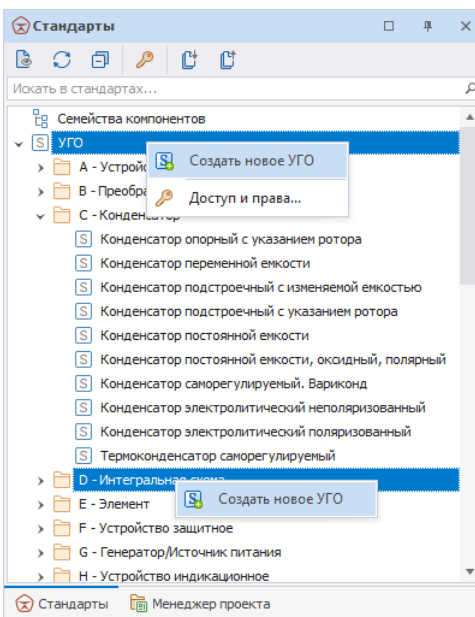 Стандарты
Искать в стандартах...
Семейства компонентов
УГО
Создать новое УГО
A - Устройс
B - Преобра
Доступ и права...
C - Конденсатор
Конденсатор опорный с указанием ротора
Конденсатор переменной емкости
Конденсатор подстроечный с изменяемой емкостью
Конденсатор подстроечный с указанием ротора
Конденсатор постоянной емкости
Конденсатор постоянной емкости, оксидный, полярный
Конденсатор саморегулируемый. Вариконд
Конденсатор электролитический неполяризованный
Конденсатор электролитический поляризованный
Термоконденсатор саморегулируемый
D - Интегральная схема
Создать новое УГО
E - Элемент
F - Устройство защитное
G - Генератор/Источник питания
H - Устройство индикационное
Стандарты Менеджер проекта